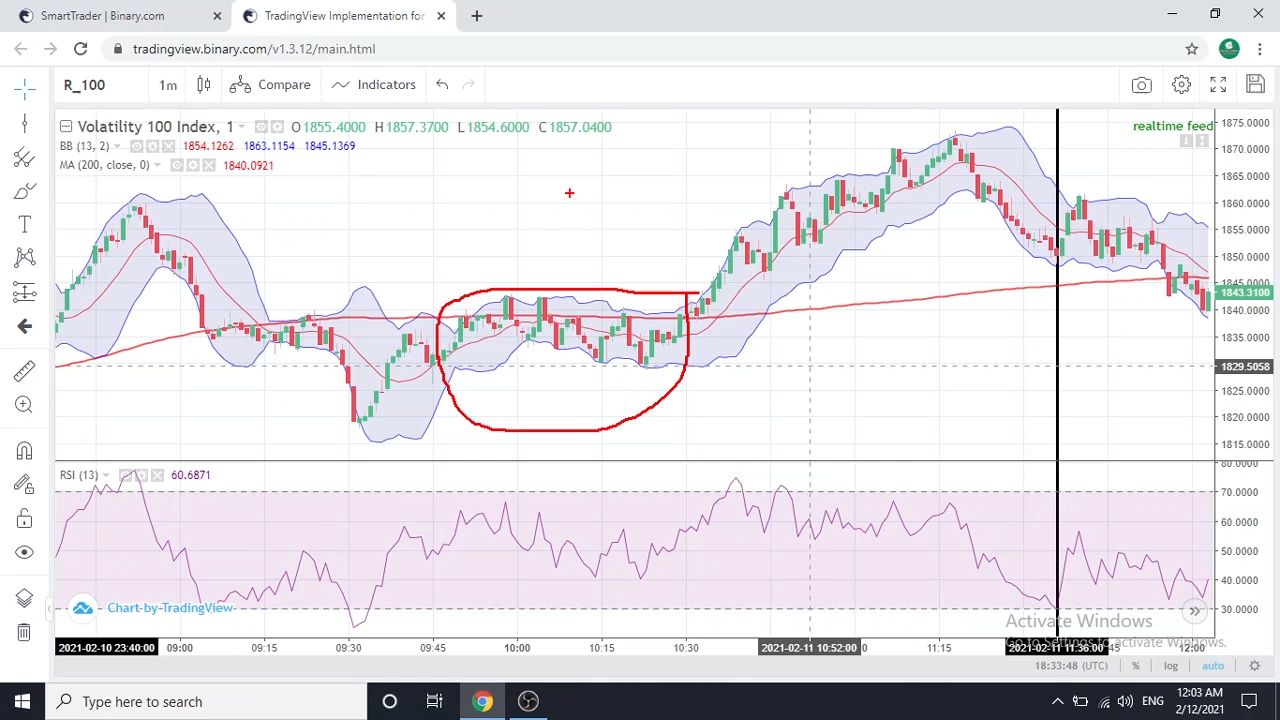 SmartTrader | Binary.com
TradingView Implementation for
tradingview.binary.com/v1.3.12/main.html
R_100 1m Compare Indicators
Volatility 100 Index, 1 O 1855.4000 H 1857.3700 L 1854.6000 C 1857.0400
BB (13, 2) 1854.1262 1863.1154 1845.1369
MA (200, close, 0) 1840.0921
realtime feed
1875.0000
1870.0000
1865.0000
1860.0000
1855.0000
1850.0000
1845.0000
1843.3100
1840.0000
1835.0000
1829.5058
1825.0000
1820.0000
1815.0000
RSI (13) 60.6871
80.0000
70.0000
60.0000
50.0000
40.0000
30.0000
Chart-by-TradingView
Activate Windows
Go to Settings to activate Windows.
2021-02-10 23:40:00 09:00 09:15 09:30 09:45 10:00 10:15 10:30 2021-02-11 10:52:00 11:15 2021-02-11 11:36:00 12:00
18:33:48 (UTC) % log auto
Type here to search
ENG
12:03 AM
2/12/2021